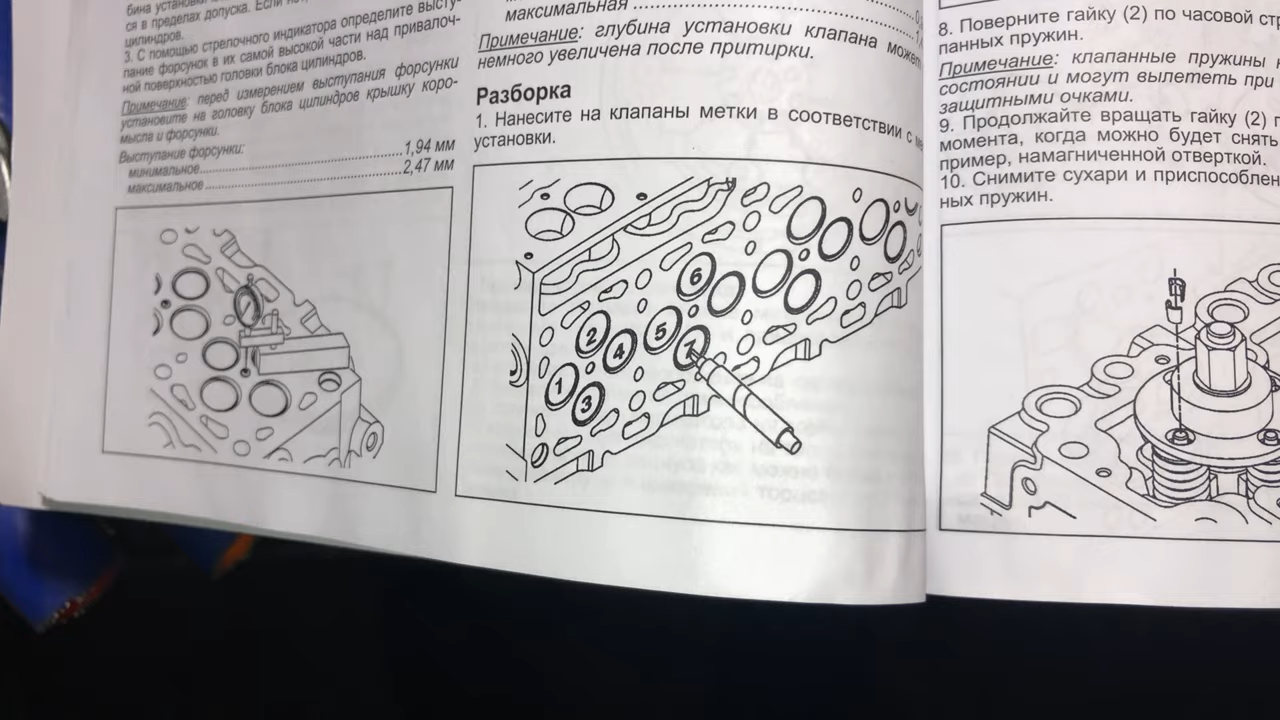 бина установки
ся в пределах допуска. Если
цилиндров.
3. С помощью стрелочного индикатора определите высту-
пание форсунок в их самой высокой части над привалоч-
ной поверхностью головки блока цилиндров.
Примечание: перед измерением выступания форсунки
установите на головку блока цилиндров крышку коро-
мысла и форсунки.
Выступание форсунки:
минимальное..........1,94 мм
максимальное..........2,47 мм
максимальная..........
Примечание: глубина установки клапана может
немного увеличена после притирки.
Разборка
1. Нанесите на клапаны метки в соответствии с
установки.
1
2
3
4
5
6
7
8. Поверните гайку (2) по часовой
панных пружин.
Примечание: клапанные пружины
состоянии и могут вылететь при
защитными очками.
9. Продолжайте вращать гайку (2)
момента, когда можно будет снять
пример, намагниченной отверткой.
10. Снимите сухари и приспособлен
ных пружин.